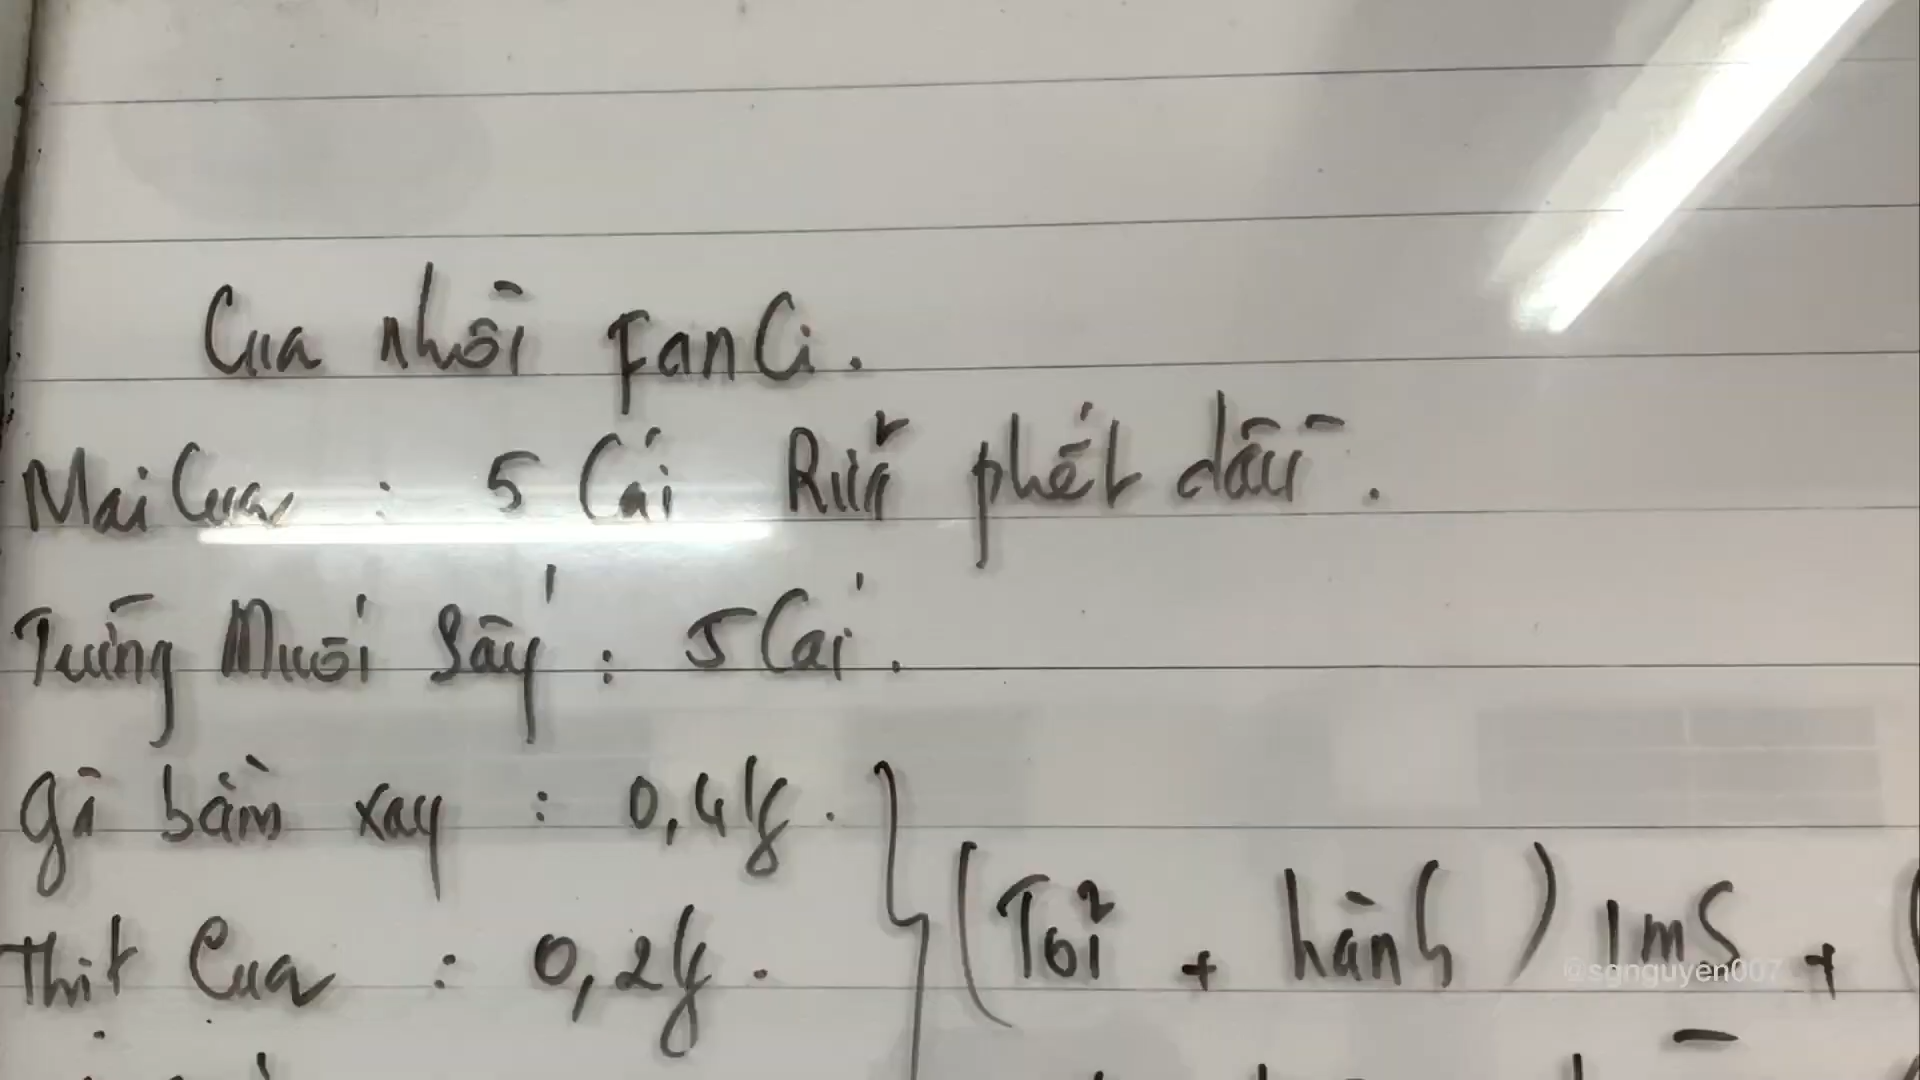 Cua nhồi FanCi.
Mai Cua : 5 Cái Rửa phết dầu.
Trứng Muối sấy : 5 Cái.
gà bằm xay : 0,4kg.
Thịt Cua : 0,2kg.
(Tỏi + hành) 1mS +
@sgnguyen007